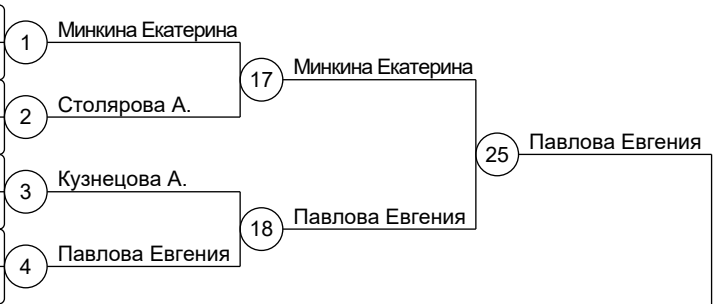 1 Минкина Екатерина
17 Минкина Екатерина
2 Столярова А.
25 Павлова Евгения
3 Кузнецова А.
18 Павлова Евгения
4 Павлова Евгения